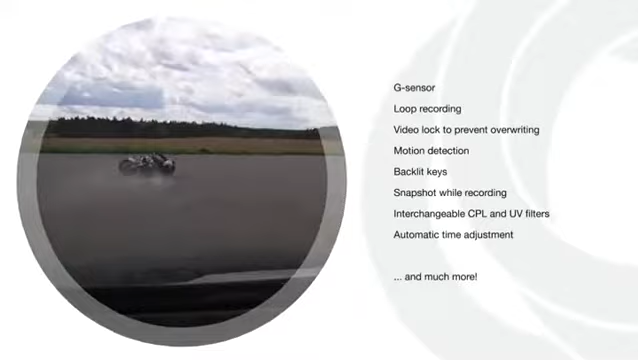 G-sensor
Loop recording
Video lock to prevent overwriting
Motion detection
Backlit keys
Snapshot while recording
Interchangeable CPL and UV filters
Automatic time adjustment
... and much more!